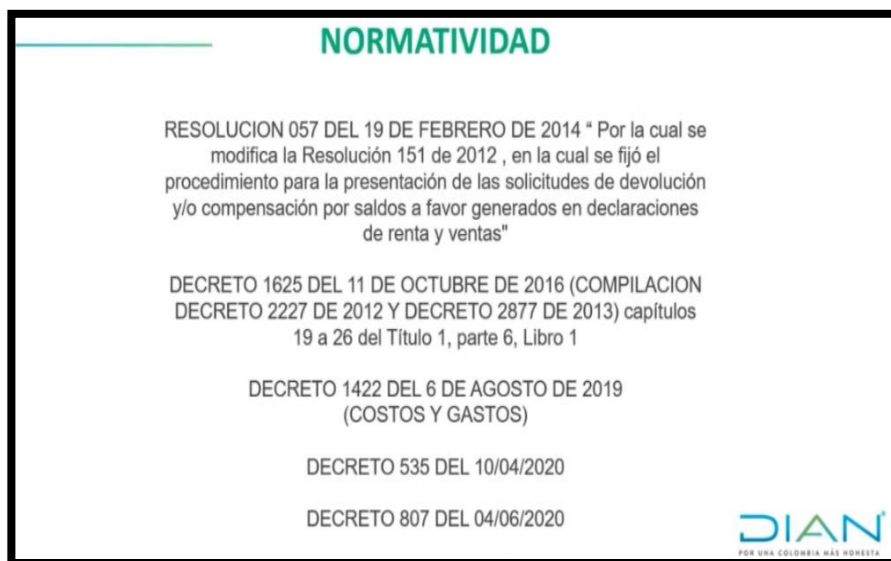 NORMATIVIDAD
RESOLUCION 057 DEL 19 DE FEBRERO DE 2014 “ Por la cual se
modifica la Resolución 151 de 2012 , en la cual se fijó el
procedimiento para la presentación de las solicitudes de devolución
y/o compensación por saldos a favor generados en declaraciones
de renta y ventas"
DECRETO 1625 DEL 11 DE OCTUBRE DE 2016 (COMPILACION
DECRETO 2227 DE 2012 Y DECRETO 2877 DE 2013) capítulos
19 a 26 del Título 1, parte 6, Libro 1
DECRETO 1422 DEL 6 DE AGOSTO DE 2019
(COSTOS Y GASTOS)
DECRETO 535 DEL 10/04/2020
DECRETO 807 DEL 04/06/2020
DIAN
POR UNA COLOMBIA MÁS HONESTA